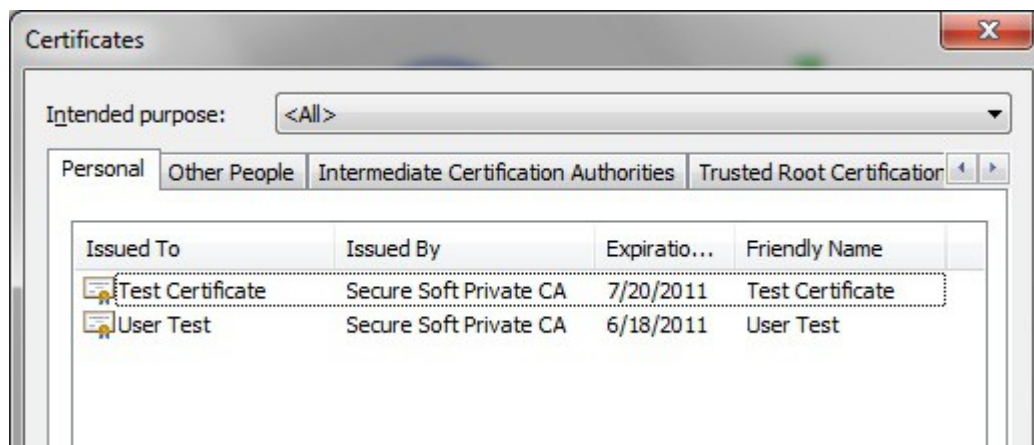 Certificates
Intended purpose: <All>
Personal Other People Intermediate Certification Authorities Trusted Root Certification
Issued To Issued By Expiratio... Friendly Name
Test Certificate Secure Soft Private CA 7/20/2011 Test Certificate
User Test Secure Soft Private CA 6/18/2011 User Test